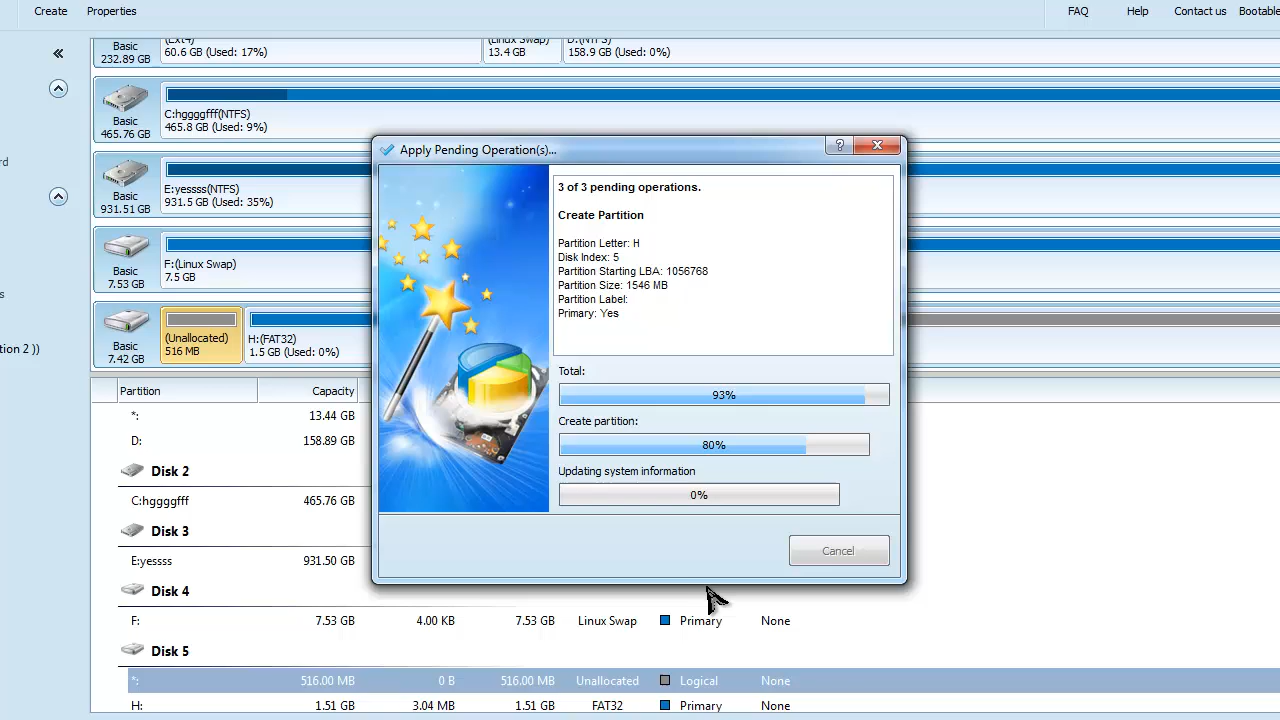 Create Properties FAQ Help Contact us Bootable
Basic
232.89 GB
(Ext4)
60.6 GB (Used: 17%)
(Linux Swap)
13.4 GB
D:(NTFS)
158.9 GB (Used: 0%)
Basic
465.76 GB
C:hggggfff(NTFS)
465.8 GB (Used: 9%)
rd
Basic
931.51 GB
E:yessss(NTFS)
931.5 GB (Used: 35%)
Basic
7.53 GB
F:(Linux Swap)
7.5 GB
s
tion 2 ))
Basic
7.42 GB
(Unallocated)
516 MB
H:(FAT32)
1.5 GB (Used: 0%)
Apply Pending Operation(s)...
3 of 3 pending operations.
Create Partition
Partition Letter: H
Disk Index: 5
Partition Starting LBA: 1056768
Partition Size: 1546 MB
Partition Label:
Primary: Yes
Total:
93%
Create partition:
80%
Updating system information
0%
Cancel
Partition Capacity
*: 13.44 GB
D: 158.89 GB
Disk 2
C:hggggfff 465.76 GB
Disk 3
E:yessss 931.50 GB
Disk 4
F: 7.53 GB 4.00 KB 7.53 GB Linux Swap Primary None
Disk 5
*: 516.00 MB 0 B 516.00 MB Unallocated Logical None
H: 1.51 GB 3.04 MB 1.51 GB FAT32 Primary None